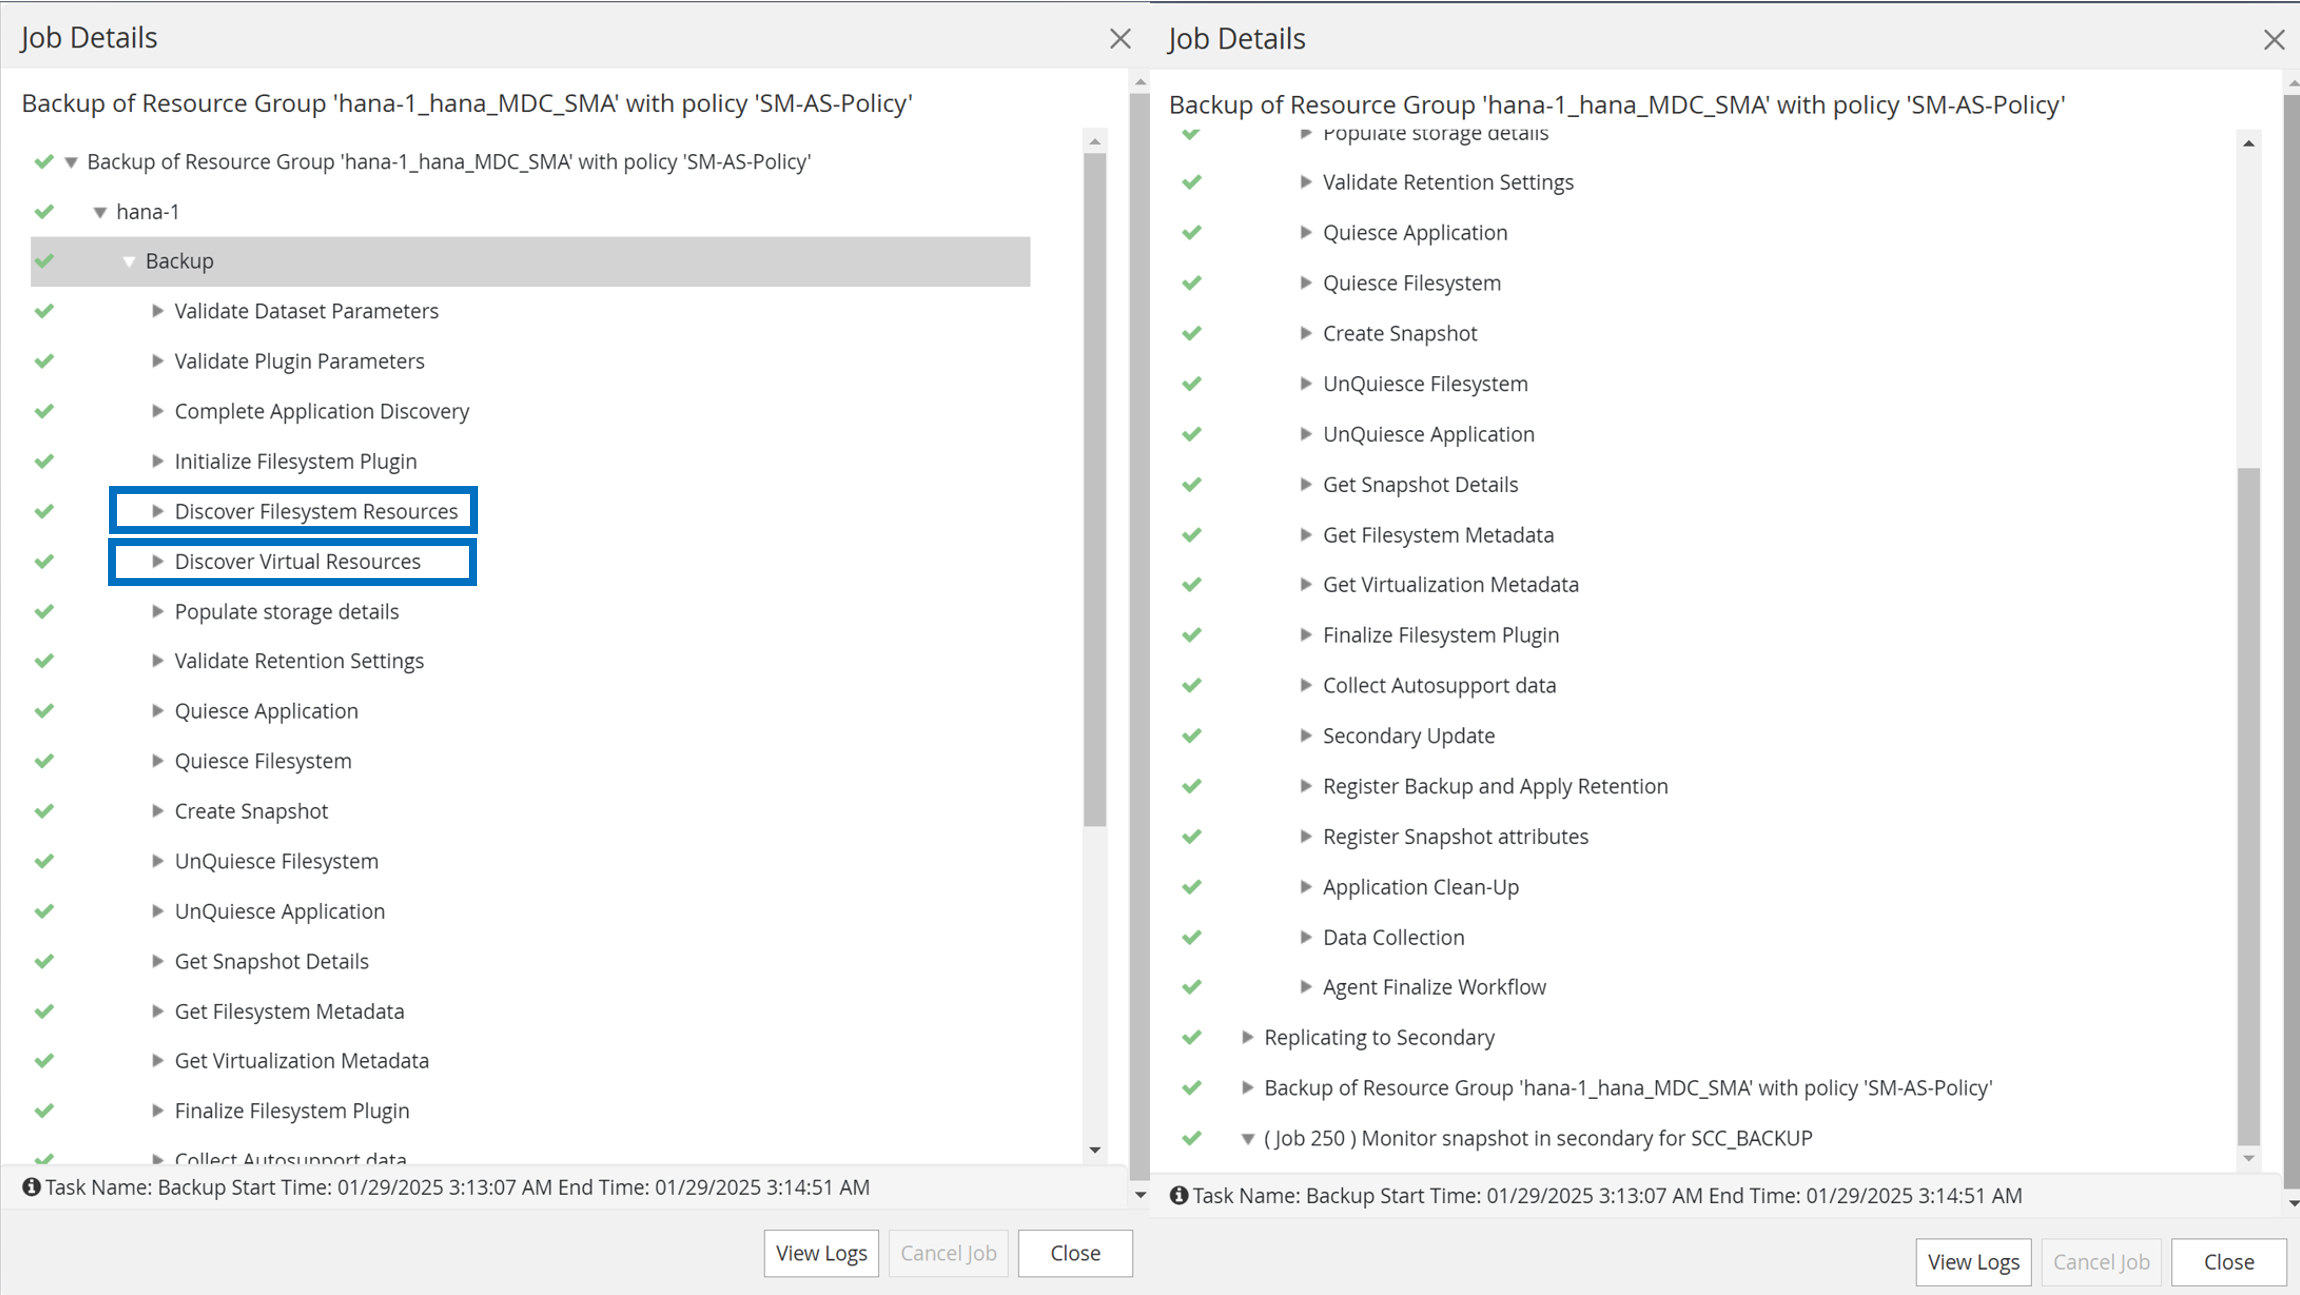 Job Details
Backup of Resource Group 'hana-1_hana_MDC_SMA' with policy 'SM-AS-Policy'
Backup of Resource Group 'hana-1_hana_MDC_SMA' with policy 'SM-AS-Policy'
hana-1
Backup
Validate Dataset Parameters
Validate Plugin Parameters
Complete Application Discovery
Initialize Filesystem Plugin
Discover Filesystem Resources
Discover Virtual Resources
Populate storage details
Validate Retention Settings
Quiesce Application
Quiesce Filesystem
Create Snapshot
UnQuiesce Filesystem
UnQuiesce Application
Get Snapshot Details
Get Filesystem Metadata
Get Virtualization Metadata
Finalize Filesystem Plugin
Collect Autosupport data
Task Name: Backup Start Time: 01/29/2025 3:13:07 AM End Time: 01/29/2025 3:14:51 AM
View Logs
Cancel Job
Close
Job Details
Backup of Resource Group 'hana-1_hana_MDC_SMA' with policy 'SM-AS-Policy'
Populate storage details
Validate Retention Settings
Quiesce Application
Quiesce Filesystem
Create Snapshot
UnQuiesce Filesystem
UnQuiesce Application
Get Snapshot Details
Get Filesystem Metadata
Get Virtualization Metadata
Finalize Filesystem Plugin
Collect Autosupport data
Secondary Update
Register Backup and Apply Retention
Register Snapshot attributes
Application Clean-Up
Data Collection
Agent Finalize Workflow
Replicating to Secondary
Backup of Resource Group 'hana-1_hana_MDC_SMA' with policy 'SM-AS-Policy'
( Job 250 ) Monitor snapshot in secondary for SCC_BACKUP
Task Name: Backup Start Time: 01/29/2025 3:13:07 AM End Time: 01/29/2025 3:14:51 AM
View Logs
Cancel Job
Close